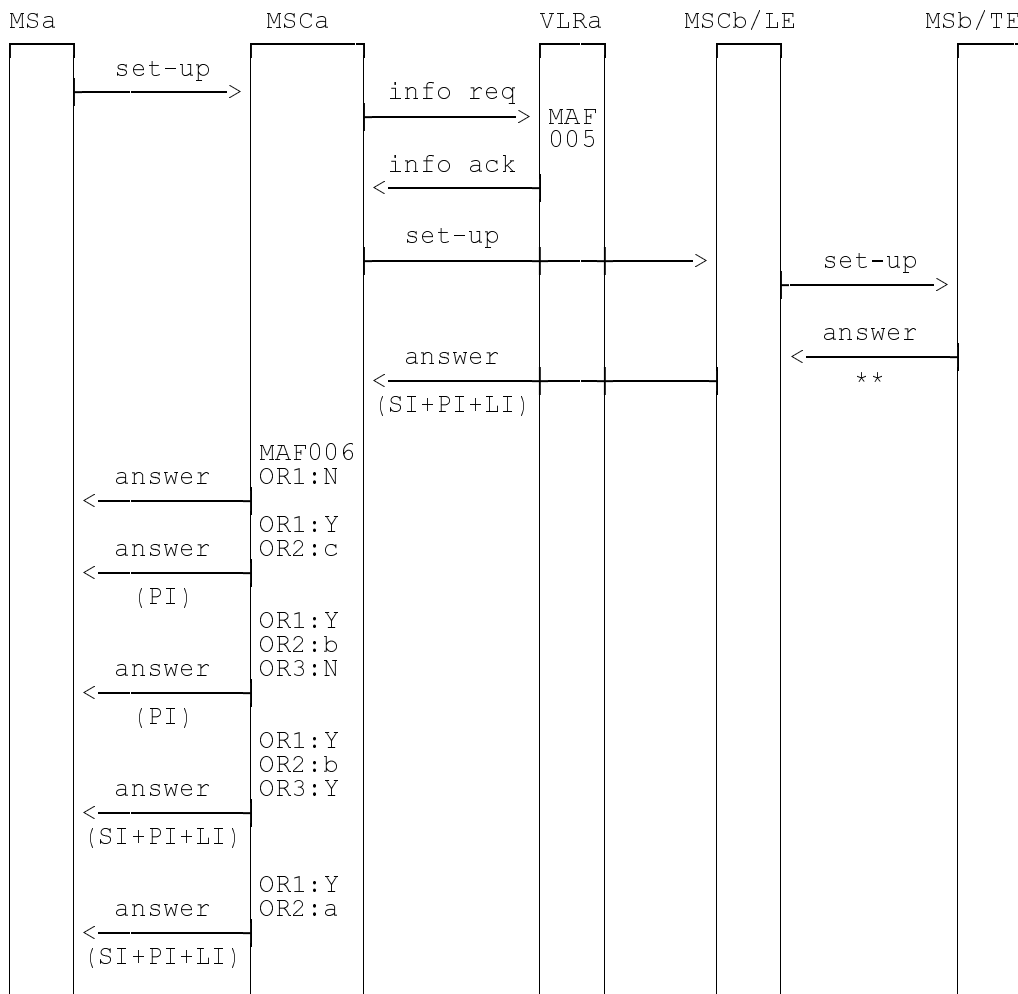 MSa MSCa VLRa MSCb/LE MSb/TE
set-up
info req
MAF
005
info ack
set-up
set-up
answer
**
answer
(SI+PI+LI)
MAF006
answer OR1:N
OR1:Y
answer OR2:c
(PI)
OR1:Y
OR2:b
answer OR3:N
(PI)
OR1:Y
OR2:b
answer OR3:Y
(SI+PI+LI)
OR1:Y
answer OR2:a
(SI+PI+LI)